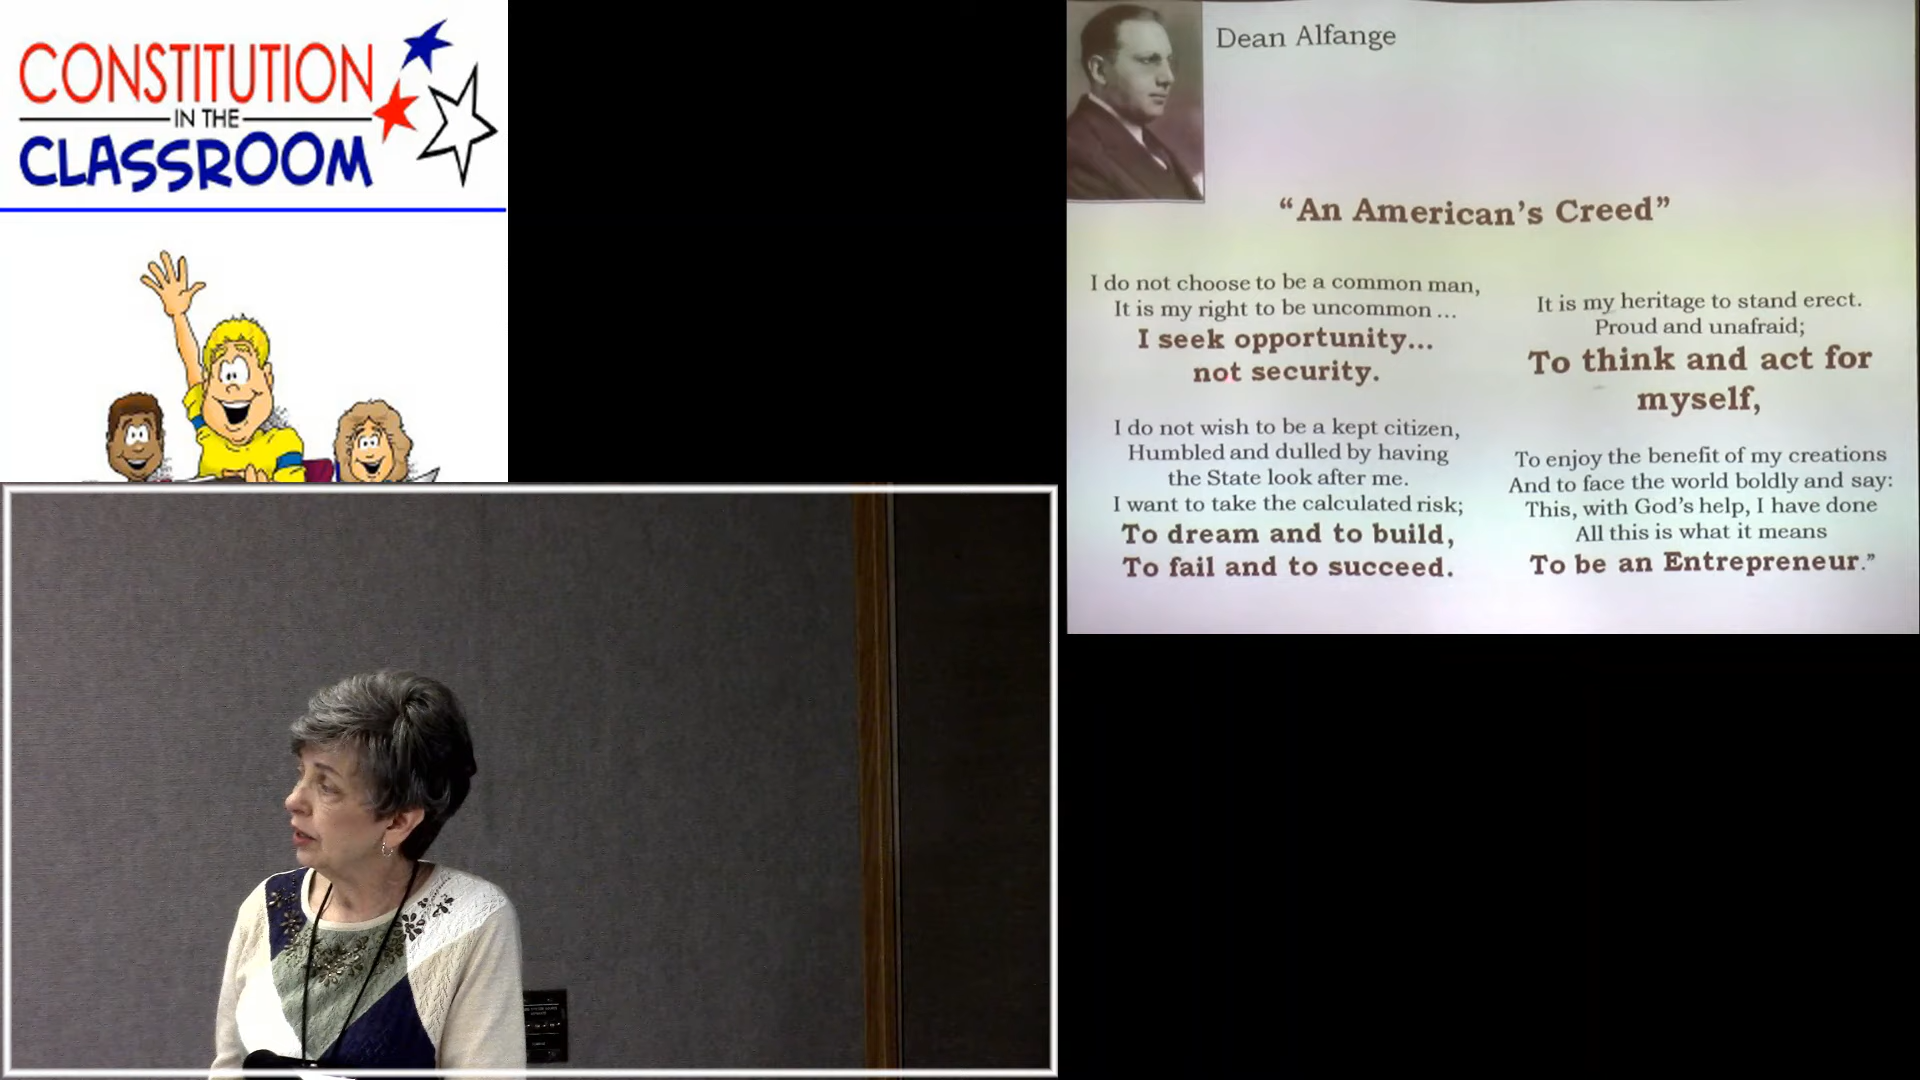 CONSTITUTION
IN THE
CLASSROOM
Dean Alfange
“An American’s Creed”
I do not choose to be a common man,
It is my right to be uncommon ...
I seek opportunity...
not security.
I do not wish to be a kept citizen,
Humbled and dulled by having
the State look after me.
I want to take the calculated risk;
To dream and to build,
To fail and to succeed.
It is my heritage to stand erect.
Proud and unafraid;
To think and act for
myself,
To enjoy the benefit of my creations
And to face the world boldly and say:
This, with God’s help, I have done
All this is what it means
To be an Entrepreneur.”